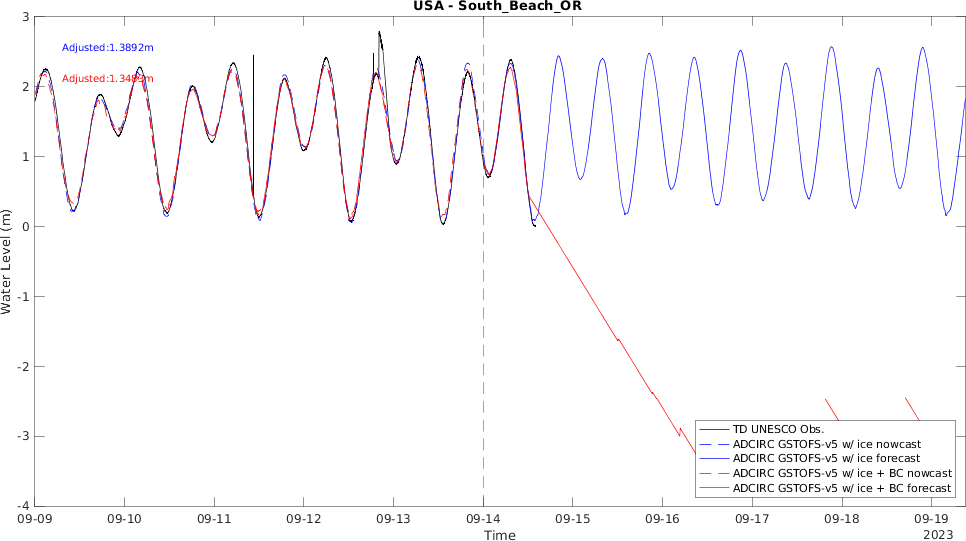 USA - South_Beach_OR
Adjusted:1.3892m
Water Level (m)
3
2
1
0
-1
-2
-3
-4
TD UNESCO Obs.
ADCIRC GSTOFS-v5 w/ ice nowcast
ADCIRC GSTOFS-v5 w/ ice forecast
ADCIRC GSTOFS-v5 w/ ice + BC nowcast
ADCIRC GSTOFS-v5 w/ ice + BC forecast
09-09 09-10 09-11 09-12 09-13 09-14 09-15 09-16 09-17 09-18 09-19
Time
2023